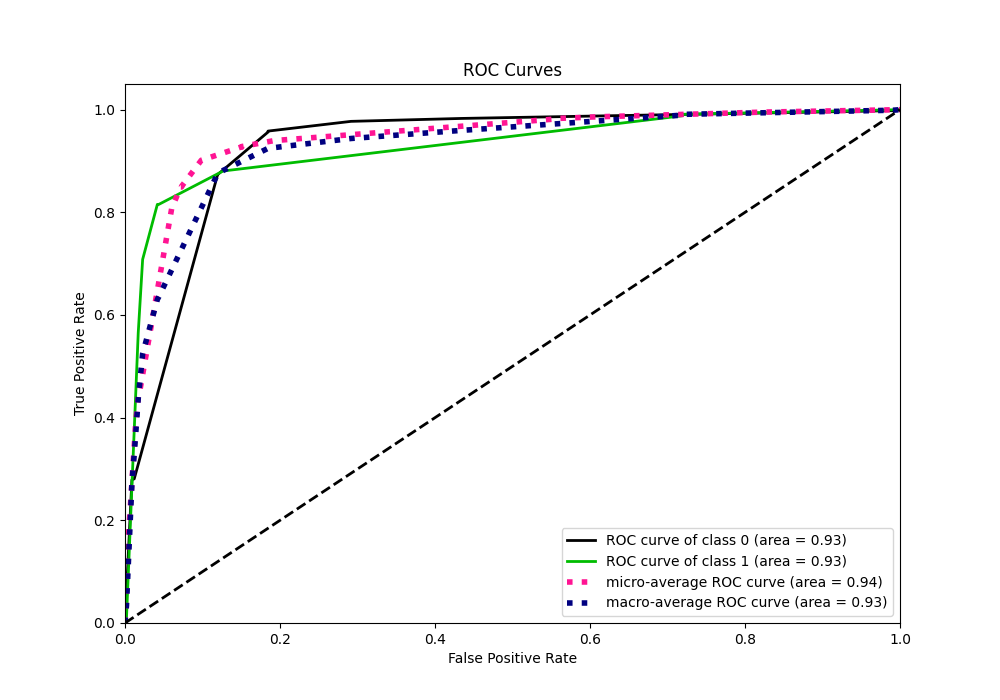 ROC Curves
True Positive Rate
1.0
0.8
0.6
0.4
0.2
0.0
0.0 0.2 0.4 0.6 0.8 1.0
False Positive Rate
ROC curve of class 0 (area = 0.93)
ROC curve of class 1 (area = 0.93)
micro-average ROC curve (area = 0.94)
macro-average ROC curve (area = 0.93)